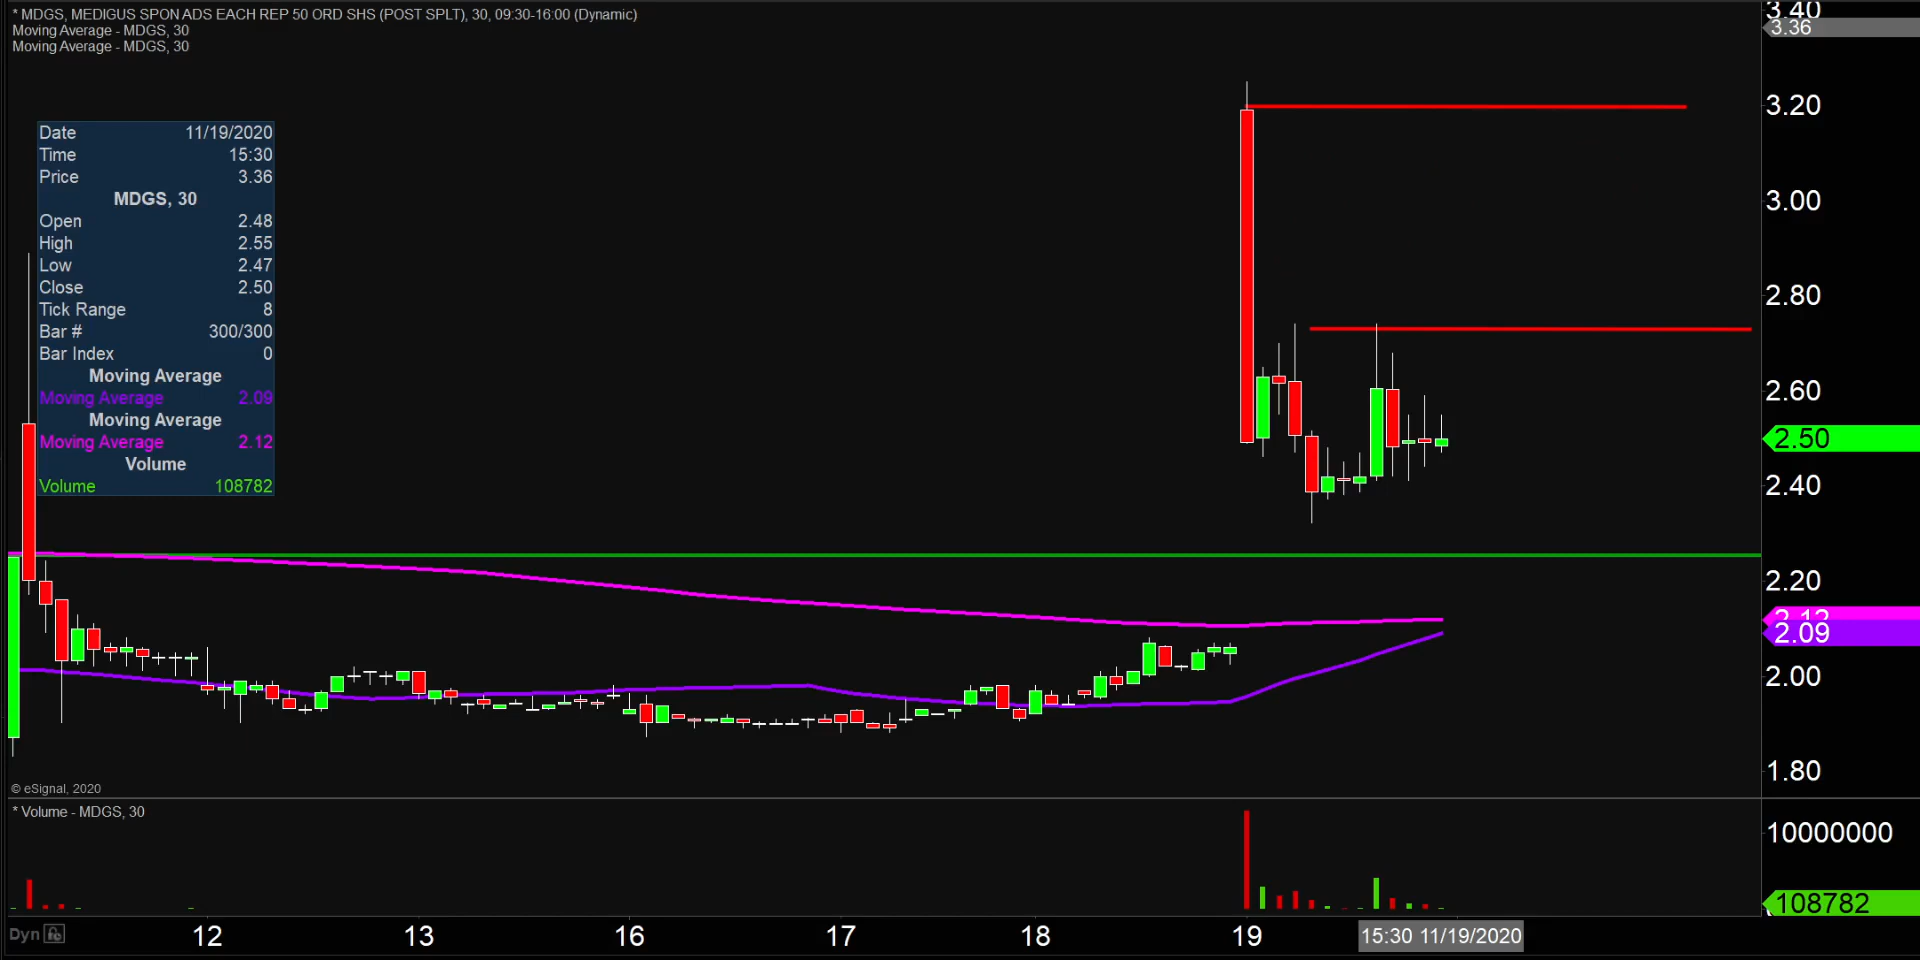 * MDGS, MEDIGUS SPON ADS EACH REP 50 ORD SHS (POST SPLT), 30, 09:30-16:00 (Dynamic)
Moving Average - MDGS, 30
Moving Average - MDGS, 30
Date 11/19/2020
Time 15:30
Price 3.36
MDGS, 30
Open 2.48
High 2.55
Low 2.47
Close 2.50
Tick Range 8
Bar # 300/300
Bar Index 0
Moving Average
Moving Average 2.09
Moving Average
Moving Average 2.12
Volume
Volume 108782
3.40
3.36
3.20
3.00
2.80
2.60
2.50
2.40
2.20
2.12
2.09
2.00
1.80
© eSignal, 2020
* Volume - MDGS, 30
10000000
108782
Dyn
12 13 16 17 18 19 15:30 11/19/2020